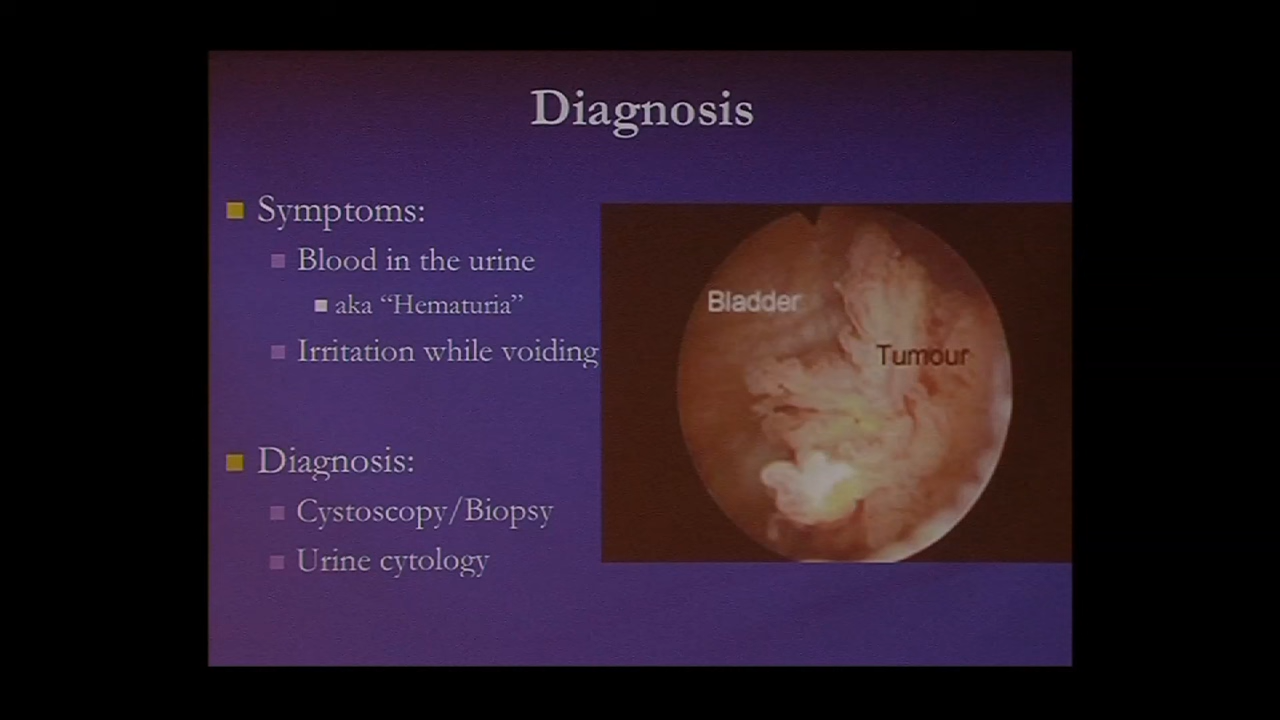 Diagnosis
Symptoms:
Blood in the urine
aka “Hematuria”
Irritation while voiding
Diagnosis:
Cystoscopy/Biopsy
Urine cytology
Bladder
Tumour